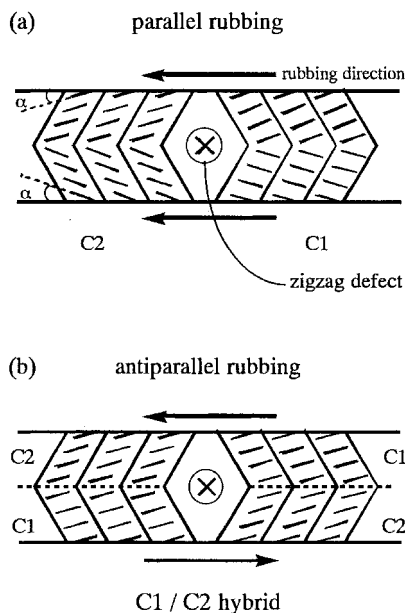 (a) parallel rubbing
rubbing direction
α
α
C2 C1
zigzag defect
(b) antiparallel rubbing
C2 C1
C1 C2
C1 / C2 hybrid